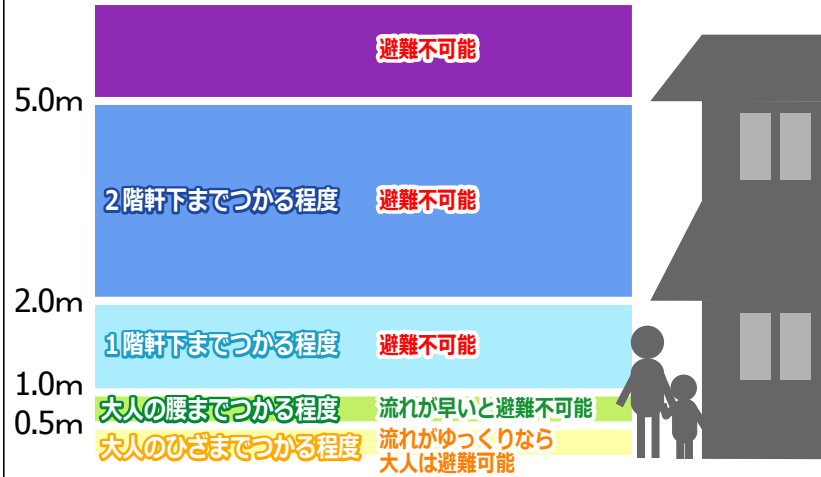 避難不可能
5.0m
2階軒下までつかる程度 避難不可能
2.0m
1階軒下までつかる程度 避難不可能
1.0m
大人の腰までつかる程度 流れが早いと避難不可能
0.5m
大人のひざまでつかる程度 流れがゆっくりなら
大人は避難可能